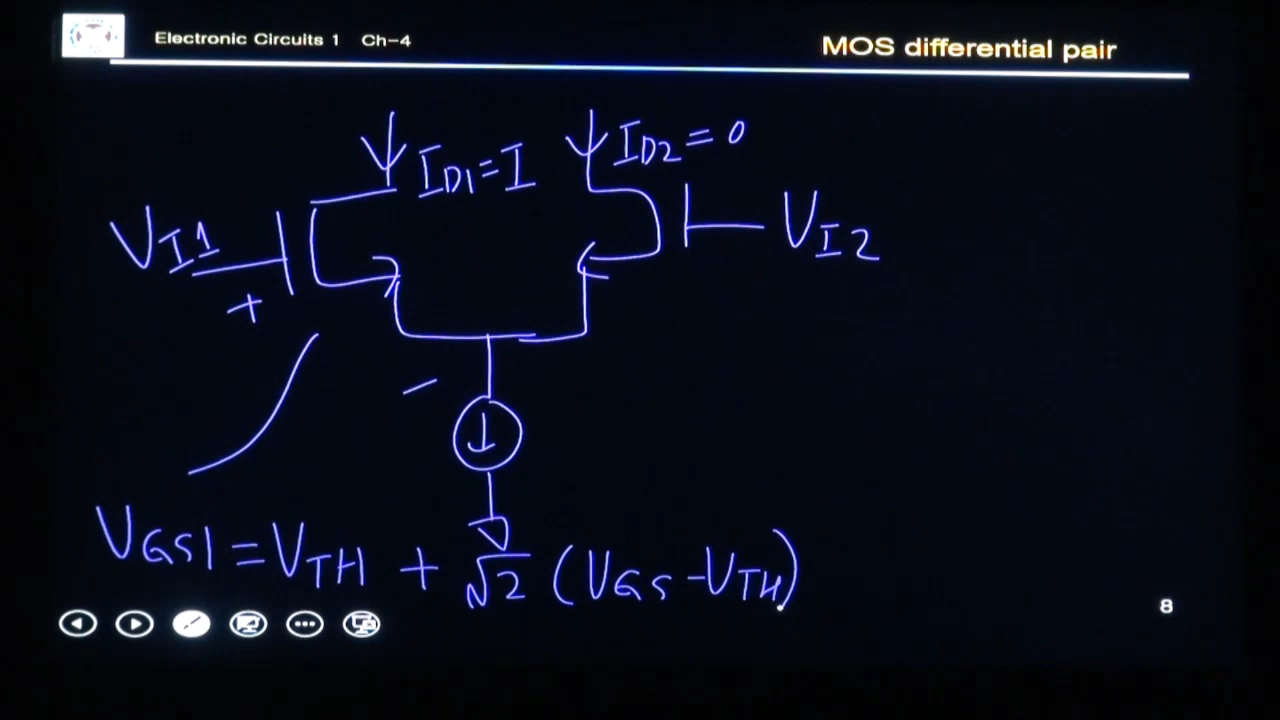 Electronic Circuits 1 Ch-4
MOS differential pair
I_D1 = I
I_D2 = 0
V_I1
V_I2
+
−
I
V_GS1 = V_TH + √2 (V_GS - V_TH)
8